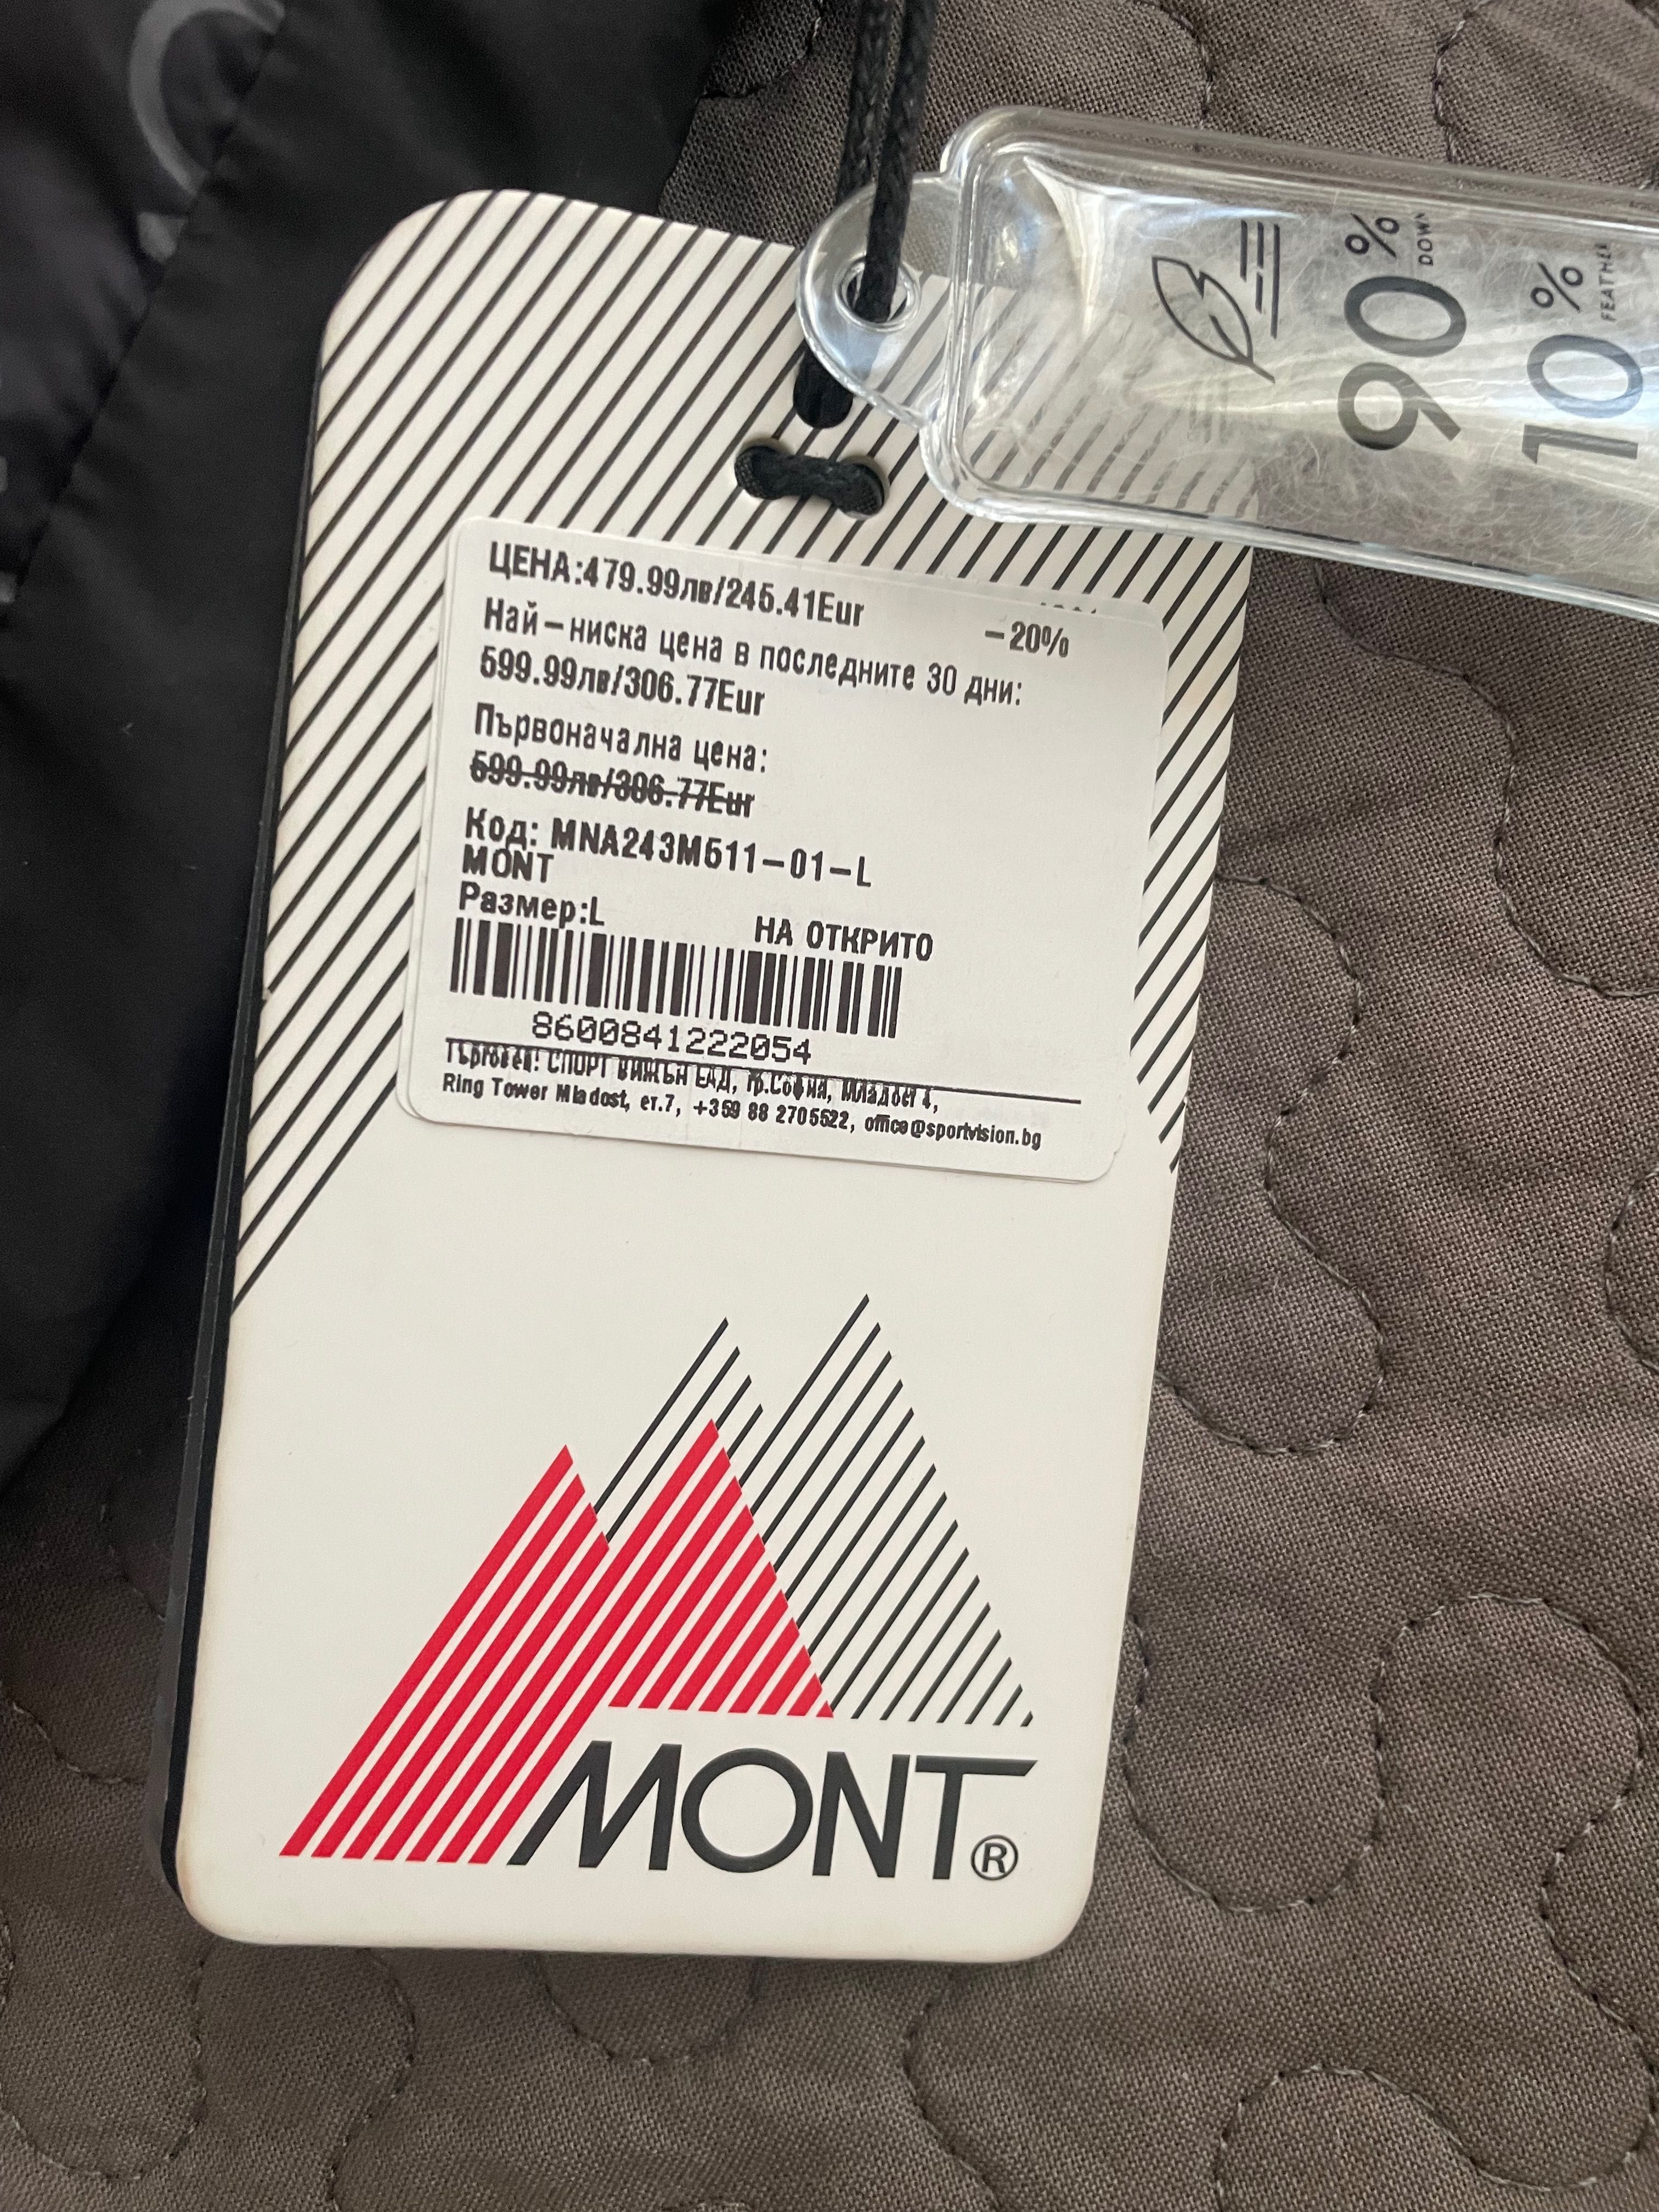 90% DOWN
10% FEATHE
ЦЕНА:479.99лв/245.41Eur
-20%
Най-ниска цена в последните 30 дни:
599.99лв/306.77Eur
Първоначална цена:
599.99лв/306.77Eur
Код: MNA243M511-01-L
MONT
Размер:L НА ОТКРИТО
8600841222054
Търговец: СПОРТ ВИЖЪН ЕАД, гр.София, Младост 4,
Ring Tower Mladost, ет.7, +359 88 2705522, office@sportvision.bg
MONT®